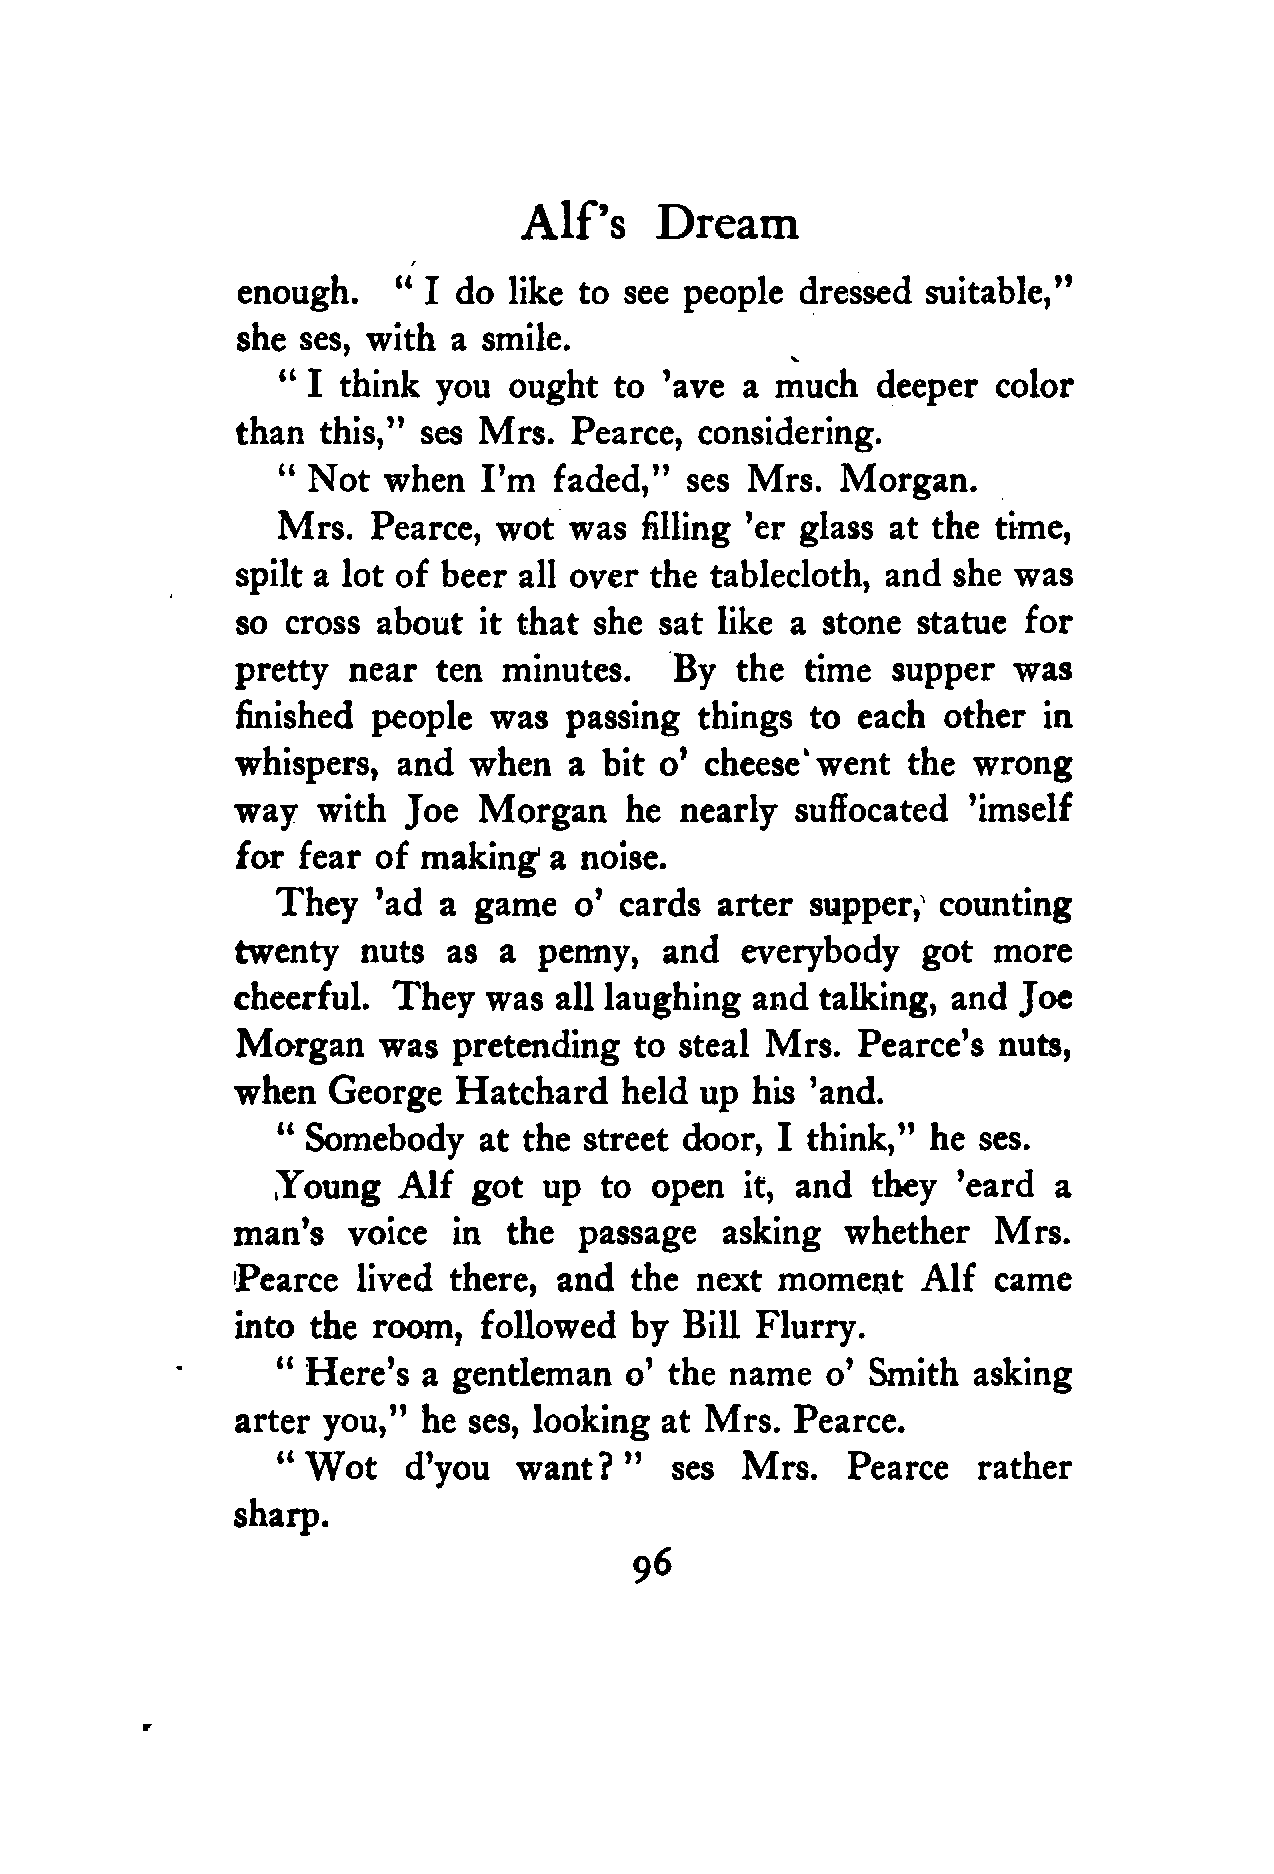 Alf's Dream
enough. " I do like to see people dressed suitable,"
she ses, with a smile.
" I think you ought to 'ave a much deeper color
than this," ses Mrs. Pearce, considering.
" Not when I'm faded," ses Mrs. Morgan.
Mrs. Pearce, wot was filling 'er glass at the time,
spilt a lot of beer all over the tablecloth, and she was
so cross about it that she sat like a stone statue for
pretty near ten minutes. By the time supper was
finished people was passing things to each other in
whispers, and when a bit o' cheese went the wrong
way with Joe Morgan he nearly suffocated 'imself
for fear of making a noise.
They 'ad a game o' cards arter supper, counting
twenty nuts as a penny, and everybody got more
cheerful. They was all laughing and talking, and Joe
Morgan was pretending to steal Mrs. Pearce's nuts,
when George Hatchard held up his 'and.
" Somebody at the street door, I think," he ses.
Young Alf got up to open it, and they 'eard a
man's voice in the passage asking whether Mrs.
Pearce lived there, and the next moment Alf came
into the room, followed by Bill Flurry.
" Here's a gentleman o' the name o' Smith asking
arter you," he ses, looking at Mrs. Pearce.
" Wot d'you want? " ses Mrs. Pearce rather
sharp.
96